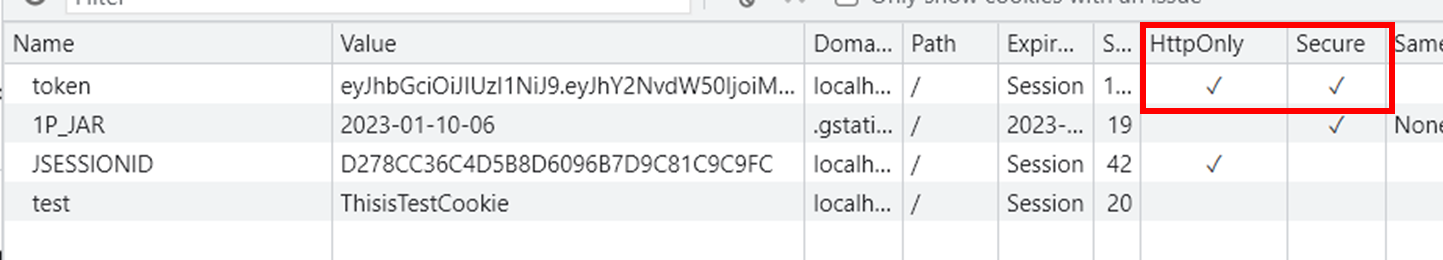 Filter Only show cookies with an issue
Name Value Doma... Path Expir... S... HttpOnly Secure Same
token eyJhbGciOiJIUzI1NiJ9.eyJhY2NvdW50IjoiM... localh... / Session 1... ✓ ✓
1P_JAR 2023-01-10-06 .gstati... / 2023-... 19 ✓ None
JSESSIONID D278CC36C4D5B8D6096B7D9C81C9C9FC localh... / Session 42 ✓
test ThisisTestCookie localh... / Session 20